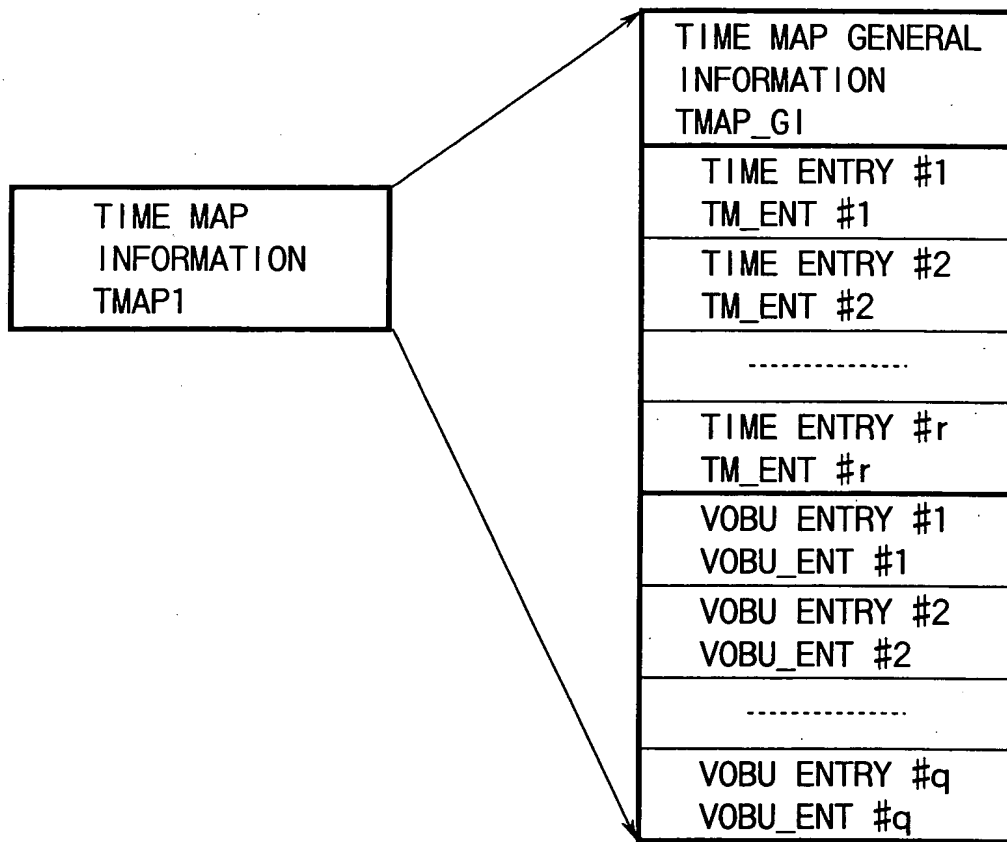 TIME MAP
INFORMATION
TMAP1
TIME MAP GENERAL
INFORMATION
TMAP_GI
TIME ENTRY #1
TM_ENT #1
TIME ENTRY #2
TM_ENT #2
TIME ENTRY #r
TM_ENT #r
VOBU ENTRY #1
VOBU_ENT #1
VOBU ENTRY #2
VOBU_ENT #2
VOBU ENTRY #q
VOBU_ENT #q